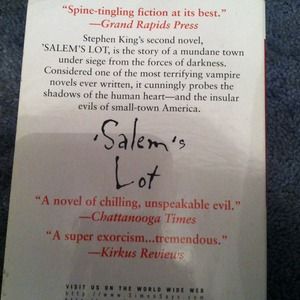 "Spine-tingling fiction at its best."
—Grand Rapids Press
Stephen King's second novel,
'SALEM'S LOT, is the story of a mundane town
under siege from the forces of darkness.
Considered one of the most terrifying vampire
novels ever written, it cunningly probes the
shadows of the human heart—and the insular
evils of small-town America.
'Salem's
Lot
"A novel of chilling, unspeakable evil."
—Chattanooga Times
"A super exorcism...tremendous."
—Kirkus Reviews
VISIT US ON THE WORLD WIDE WEB